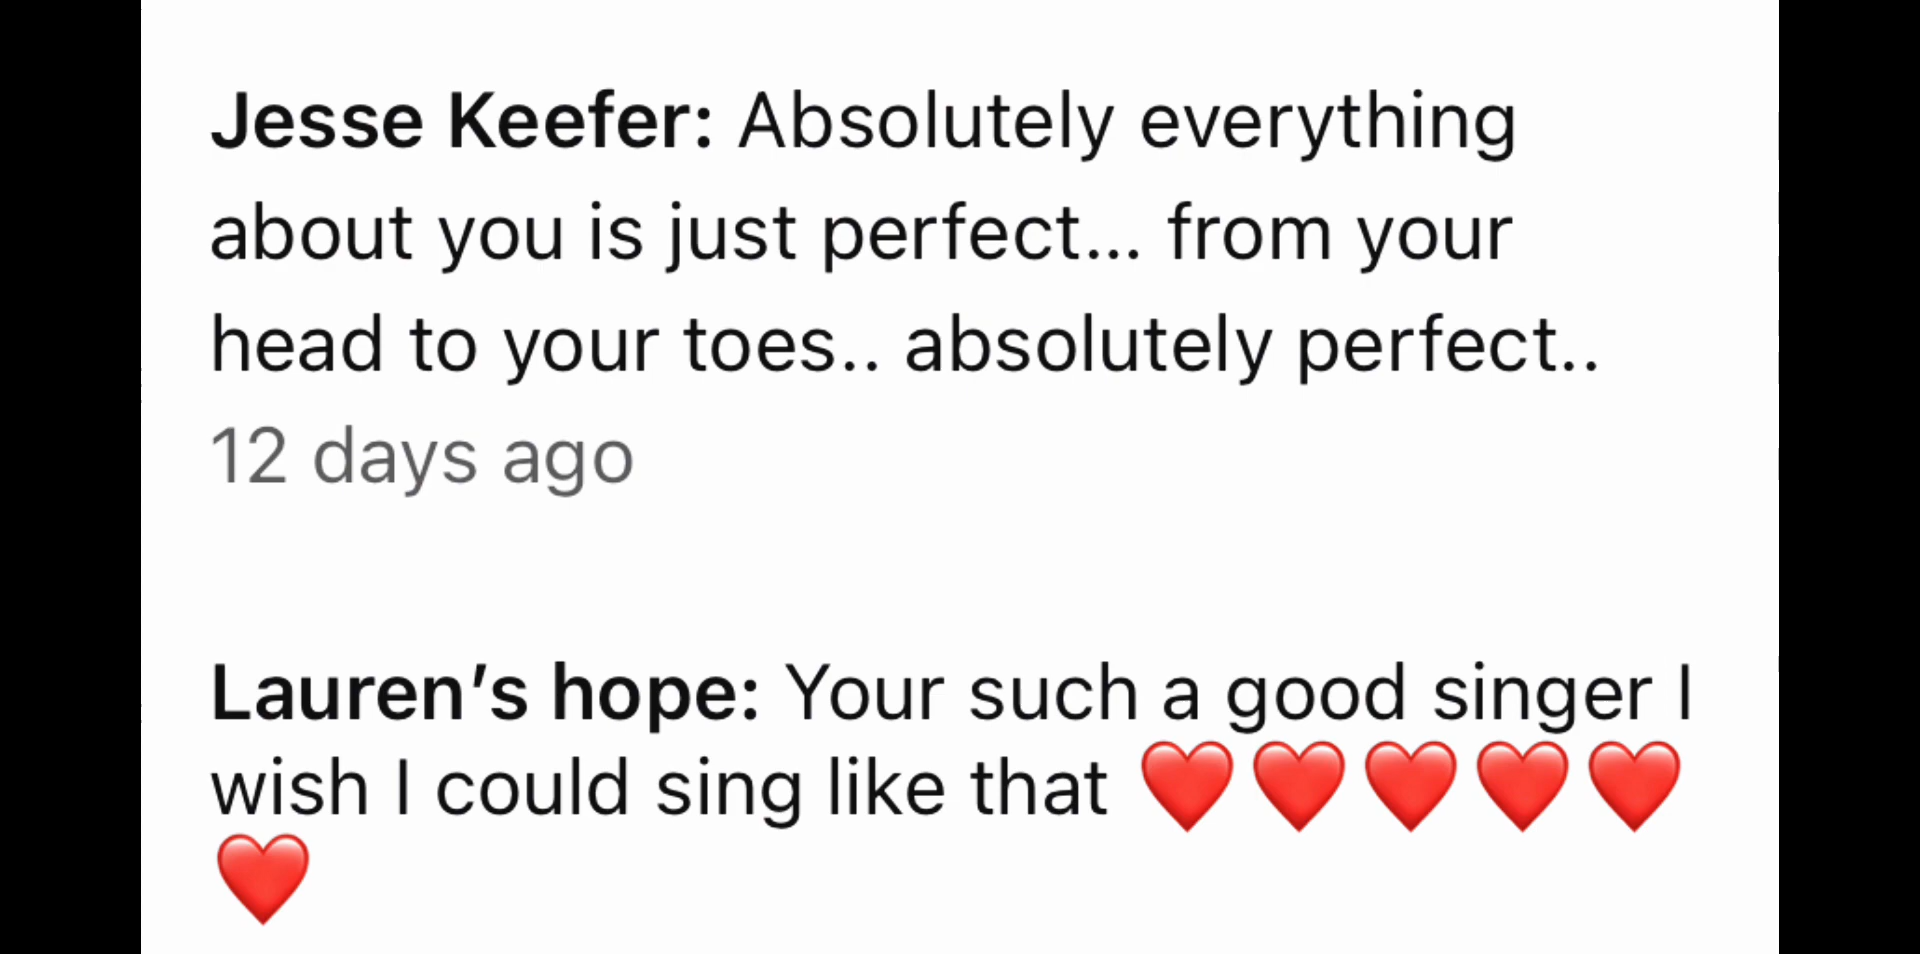 Jesse Keefer: Absolutely everything
about you is just perfect... from your
head to your toes.. absolutely perfect..
12 days ago
Lauren’s hope: Your such a good singer I
wish I could sing like that ❤️❤️❤️❤️❤️
❤️